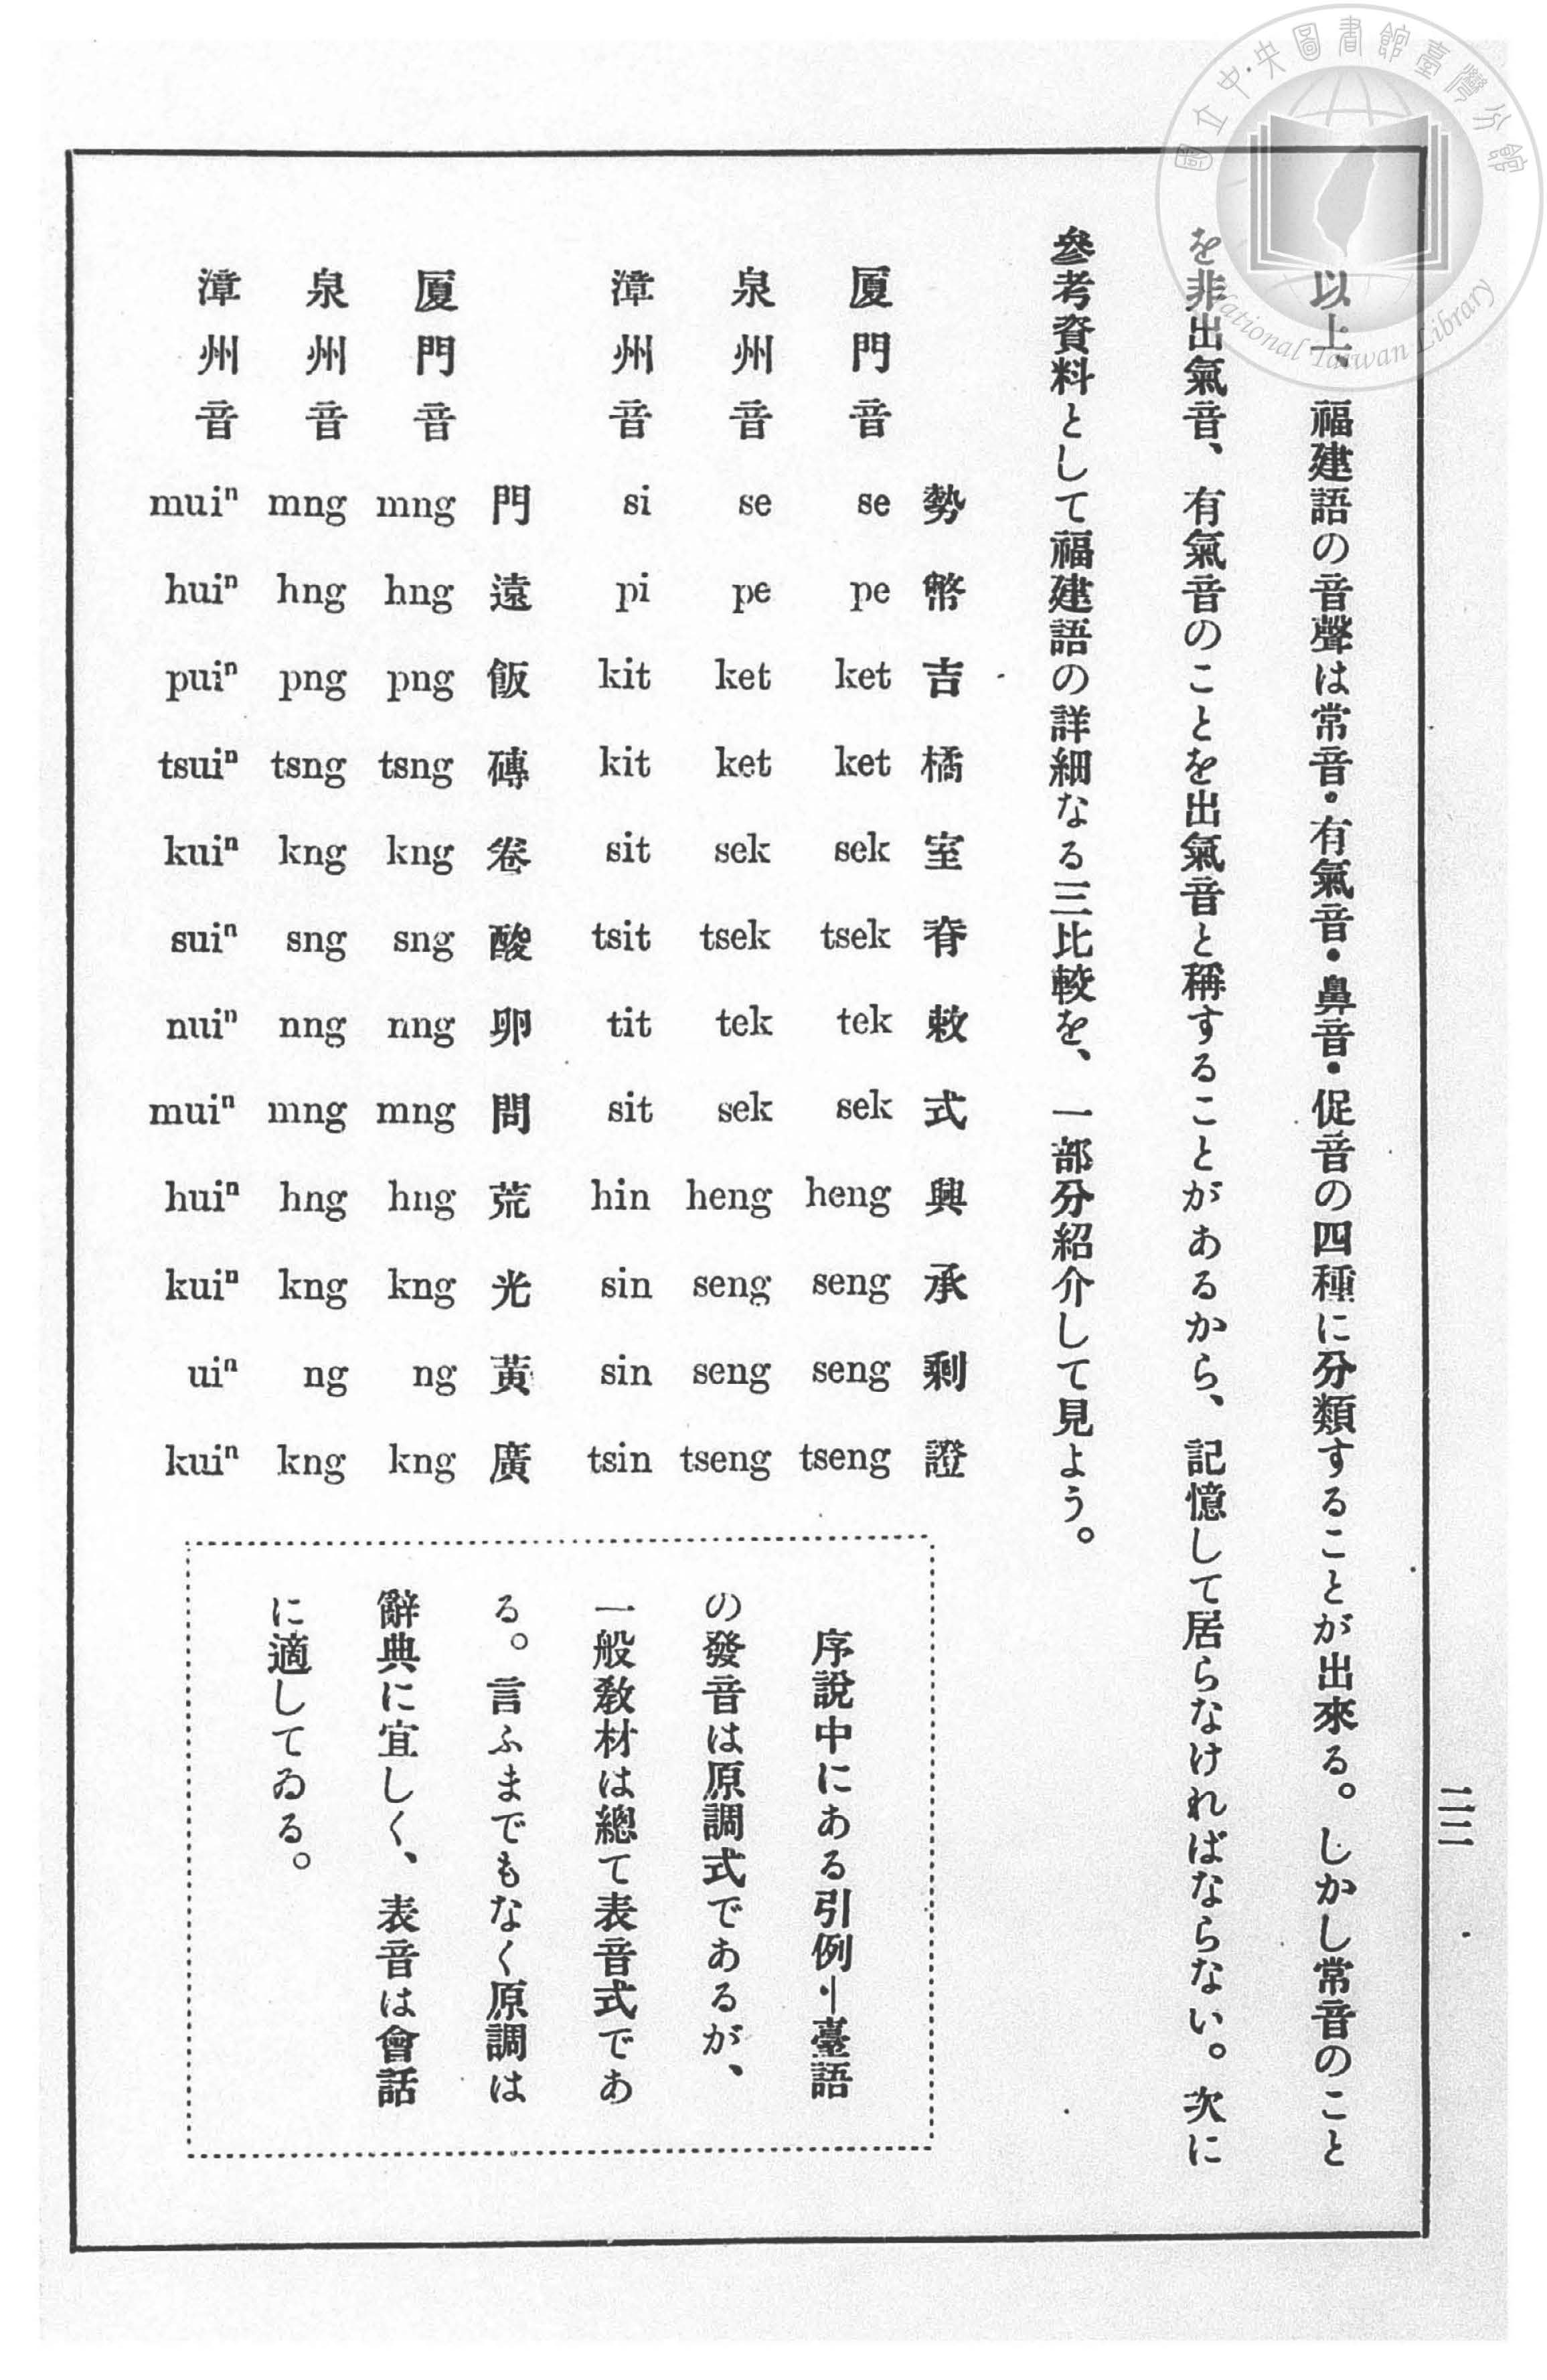 國立中央圖書館臺灣分館
National Taiwan Library
二二
以上、福建語の音聲は常音・有氣音・鼻音・促音の四種に分類することが出來る。しかし常音のこと
を非出氣音、有氣音のことを出氣音と稱することがあるから、記憶して居らなければならない。次に
參考資料として福建語の詳細なる三比較を、一部分紹介して見よう。
勢 幣 吉 橘 室 脊 敕 式 興 承 剩 證
厦門音 se pe ket ket sek tsek tek sek heng seng seng tseng
泉州音 se pe ket ket sek tsek tek sek heng seng seng tseng
漳州音 si pi kit kit sit tsit tit sit hin sin sin tsin
門 遠 飯 磚 卷 酸 卵 問 荒 光 黃 廣
厦門音 mng hng png tsng kng sng nng mng hng kng ng kng
泉州音 mng hng png tsng kng sng nng mng hng kng ng kng
漳州音 muiⁿ huiⁿ puiⁿ tsuiⁿ kuiⁿ suiⁿ nuiⁿ muiⁿ huiⁿ kuiⁿ uiⁿ kuiⁿ
序說中にある引例—臺語
の發音は原調式であるが、
一般敎材は總て表音式であ
る。言ふまでもなく原調は
辭典に宜しく、表音は會話
に適してゐる。